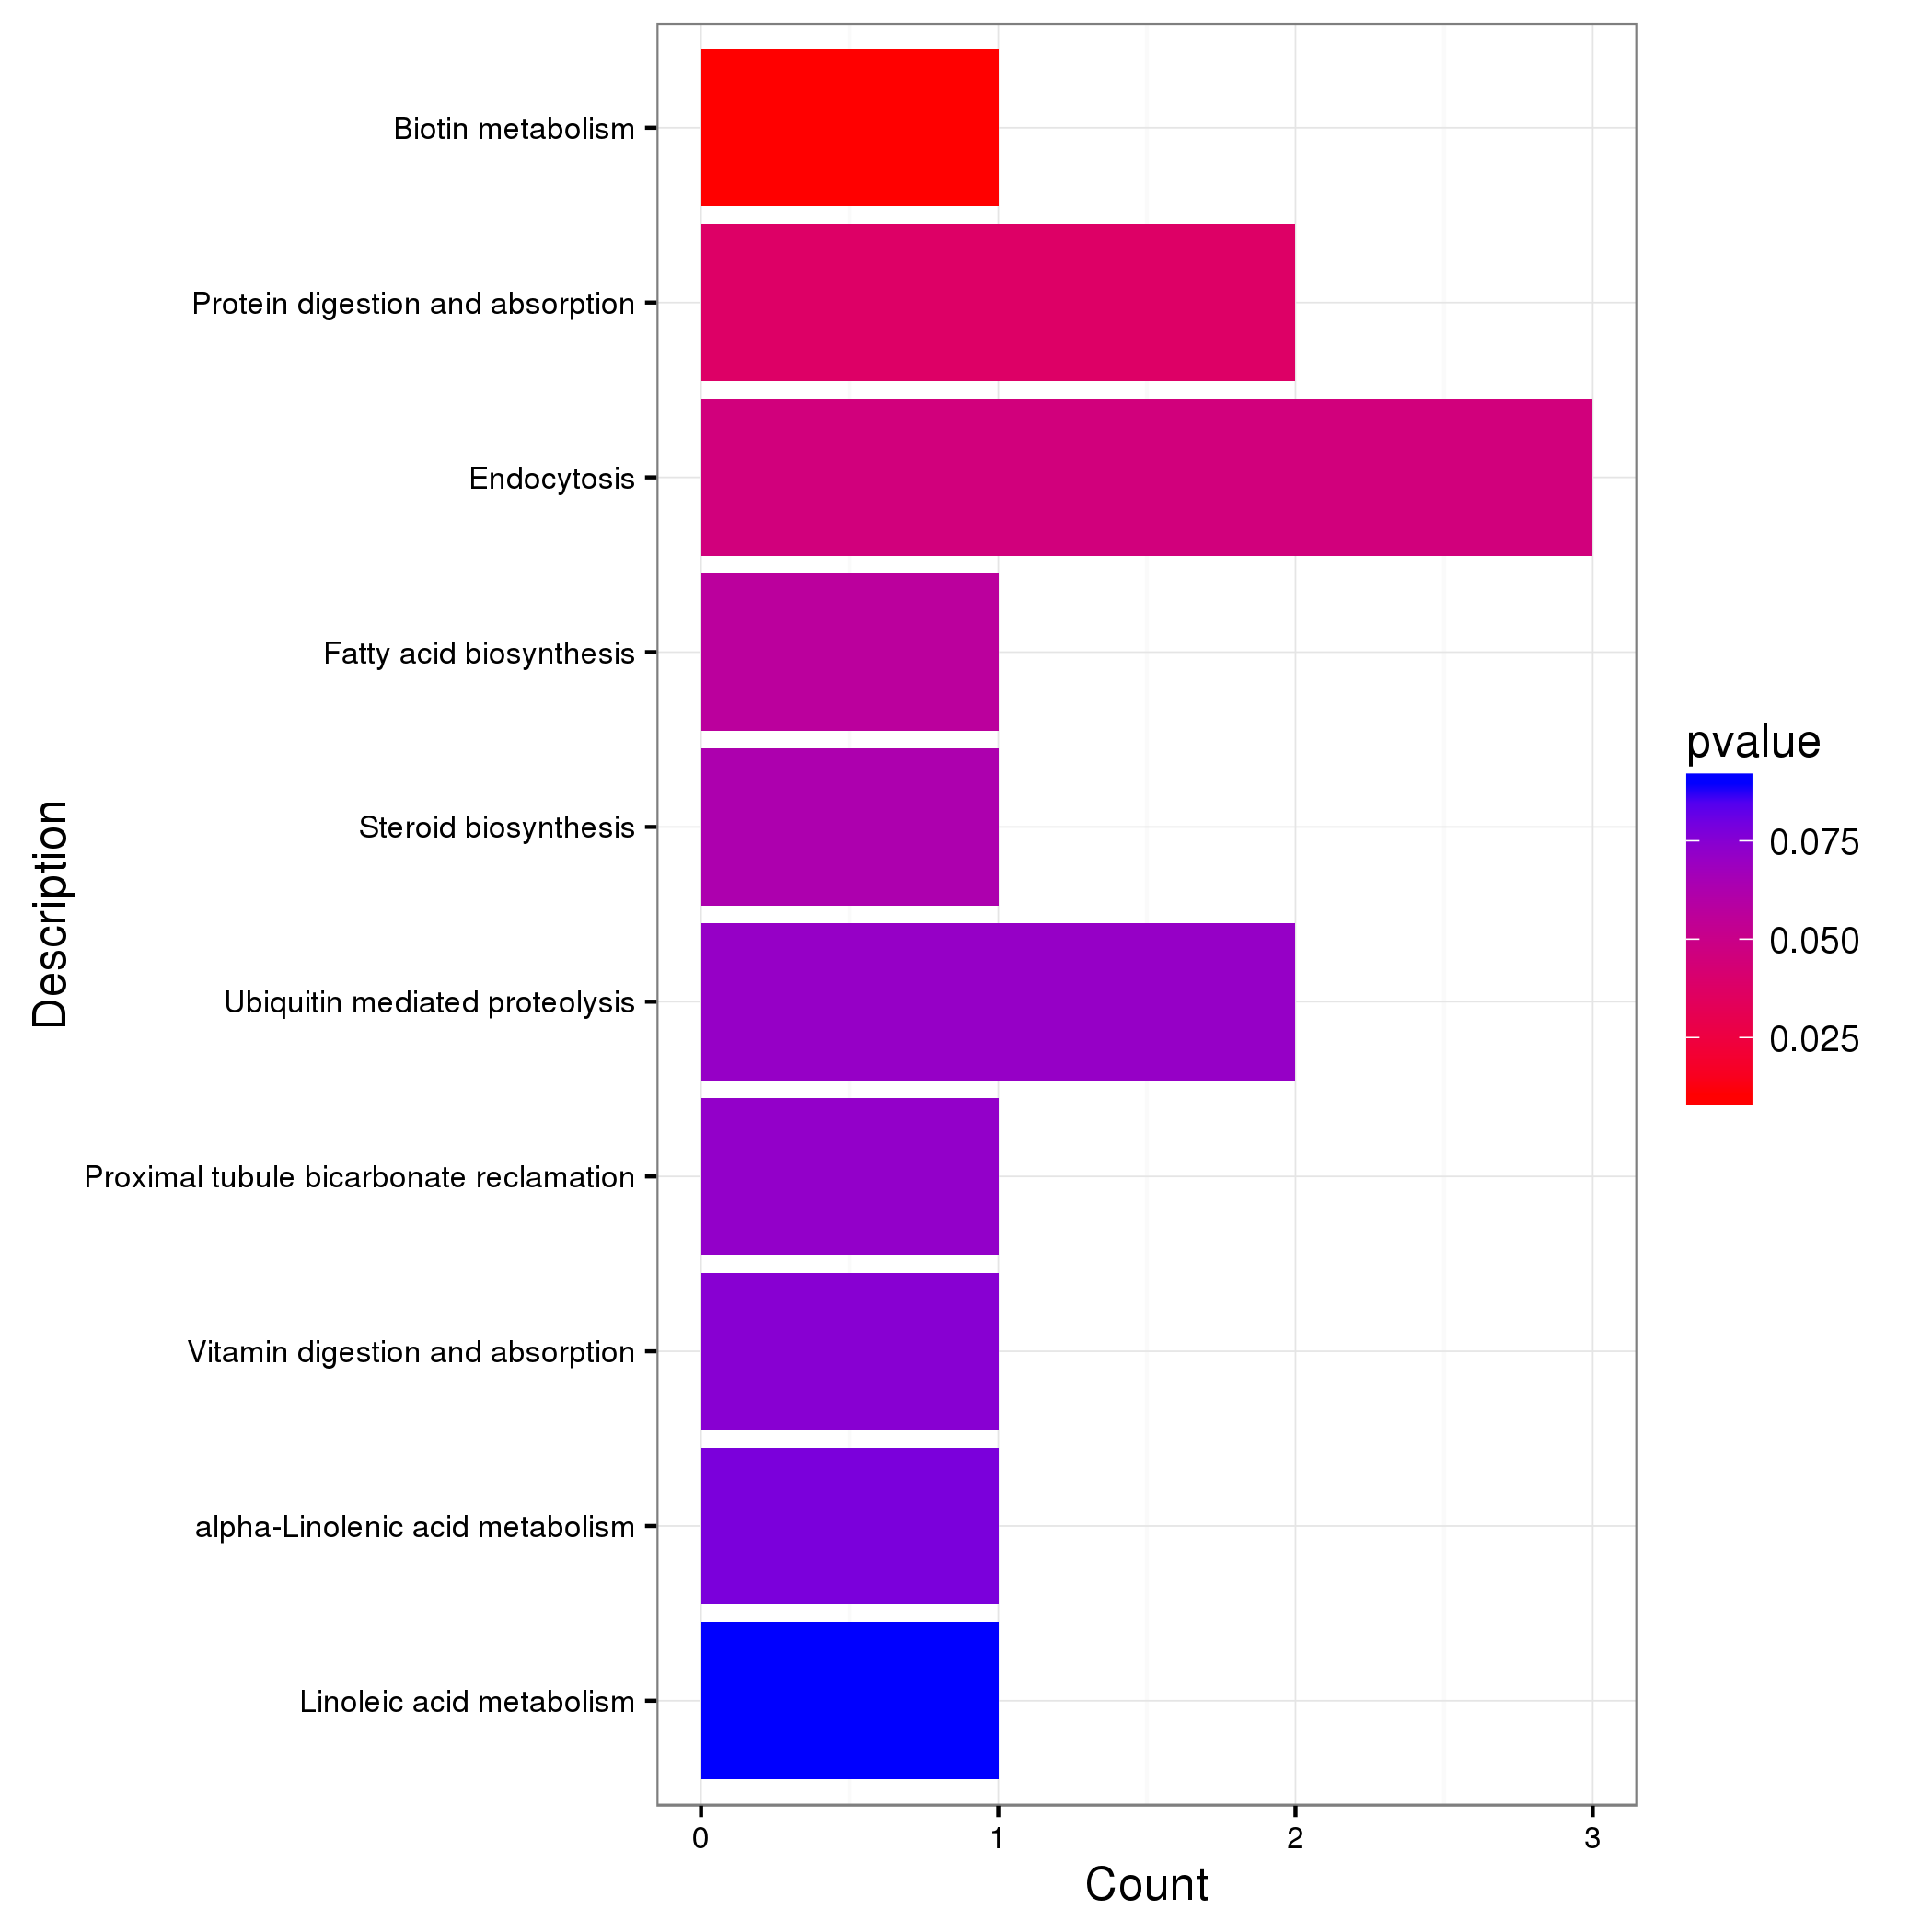 Biotin metabolism
Protein digestion and absorption
Endocytosis
Fatty acid biosynthesis
Steroid biosynthesis
Ubiquitin mediated proteolysis
Proximal tubule bicarbonate reclamation
Vitamin digestion and absorption
alpha-Linolenic acid metabolism
Linoleic acid metabolism
Description
0 1 2 3
Count
pvalue
0.075
0.050
0.025